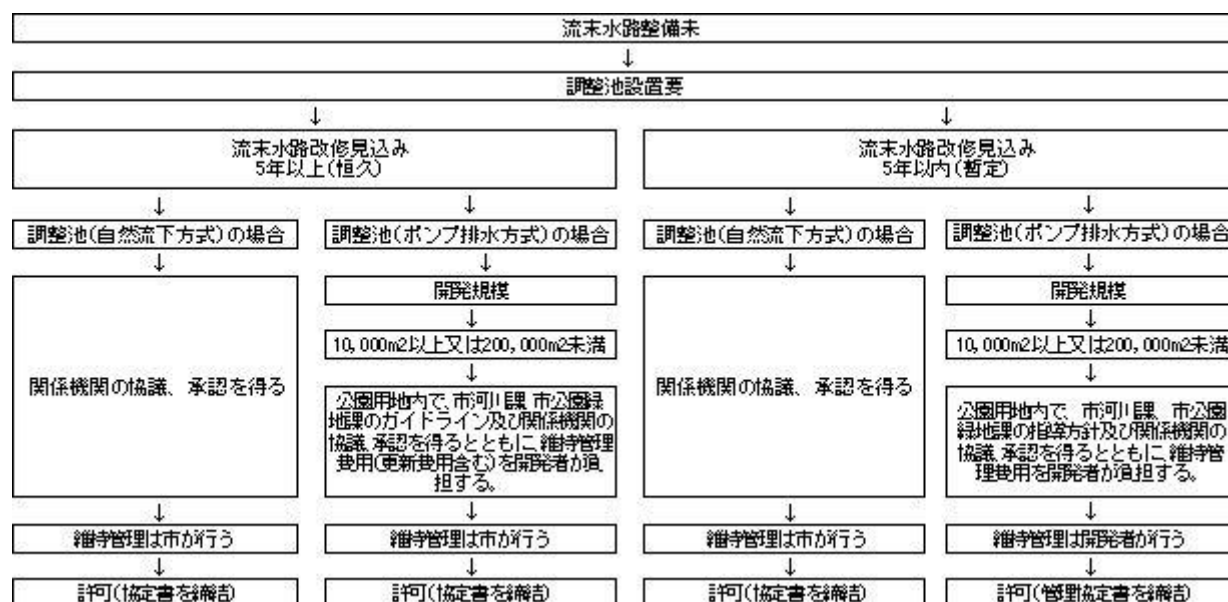 流末水路整備未
↓
調整池設置要
↓ ↓
流末水路改修見込み
5年以上(恒久)
流末水路改修見込み
5年以内(暫定)
↓ ↓ ↓ ↓
調整池(自然流下方式)の場合
調整池(ポンプ排水方式)の場合
調整池(自然流下方式)の場合
調整池(ポンプ排水方式)の場合
↓ ↓ ↓ ↓
関係機関の協議、承認を得る
開発規模
↓
10,000m2以上又は200,000m2未満
↓
公園用地内で、市河川課、市公園緑
地課のガイドライン及び関係機関の
協議、承認を得るとともに、維持管理
費用(更新費用含む)を開発者が負
担する。
関係機関の協議、承認を得る
開発規模
↓
10,000m2以上又は200,000m2未満
↓
公園用地内で、市河川課、市公園
緑地課の指導方針及び関係機関の
協議、承認を得るとともに、維持管
理費用を開発者が負担する。
↓ ↓ ↓ ↓
維持管理は市が行う
維持管理は市が行う
維持管理は市が行う
維持管理は開発者が行う
↓ ↓ ↓ ↓
許可(協定書を締結)
許可(協定書を締結)
許可(協定書を締結)
許可(管理協定書を締結)